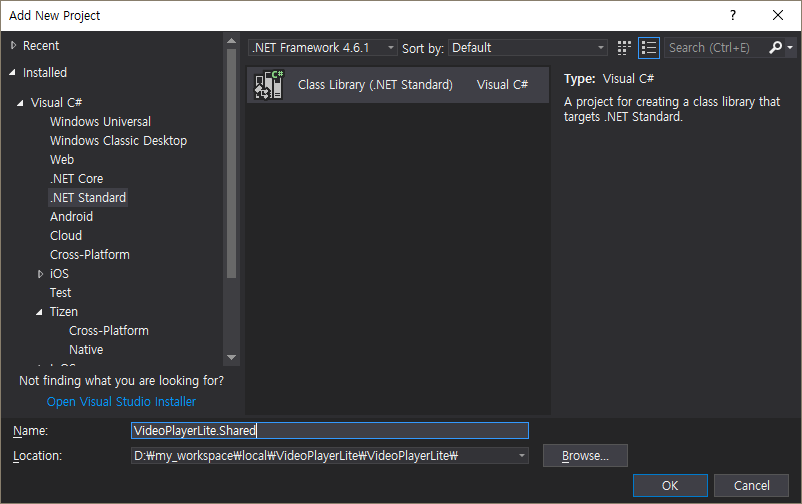 Add New Project
?
Recent
Installed
Visual C#
Windows Universal
Windows Classic Desktop
Web
.NET Core
.NET Standard
Android
Cloud
Cross-Platform
iOS
Test
Tizen
Cross-Platform
Native
Not finding what you are looking for?
Open Visual Studio Installer
.NET Framework 4.6.1 Sort by: Default
Search (Ctrl+E)
C# Class Library (.NET Standard) Visual C#
Type: Visual C#
A project for creating a class library that
targets .NET Standard.
Name: VideoPlayerLite.Shared
Location: D:₩my_workspace₩local₩VideoPlayerLite₩VideoPlayerLite₩
Browse...
OK Cancel